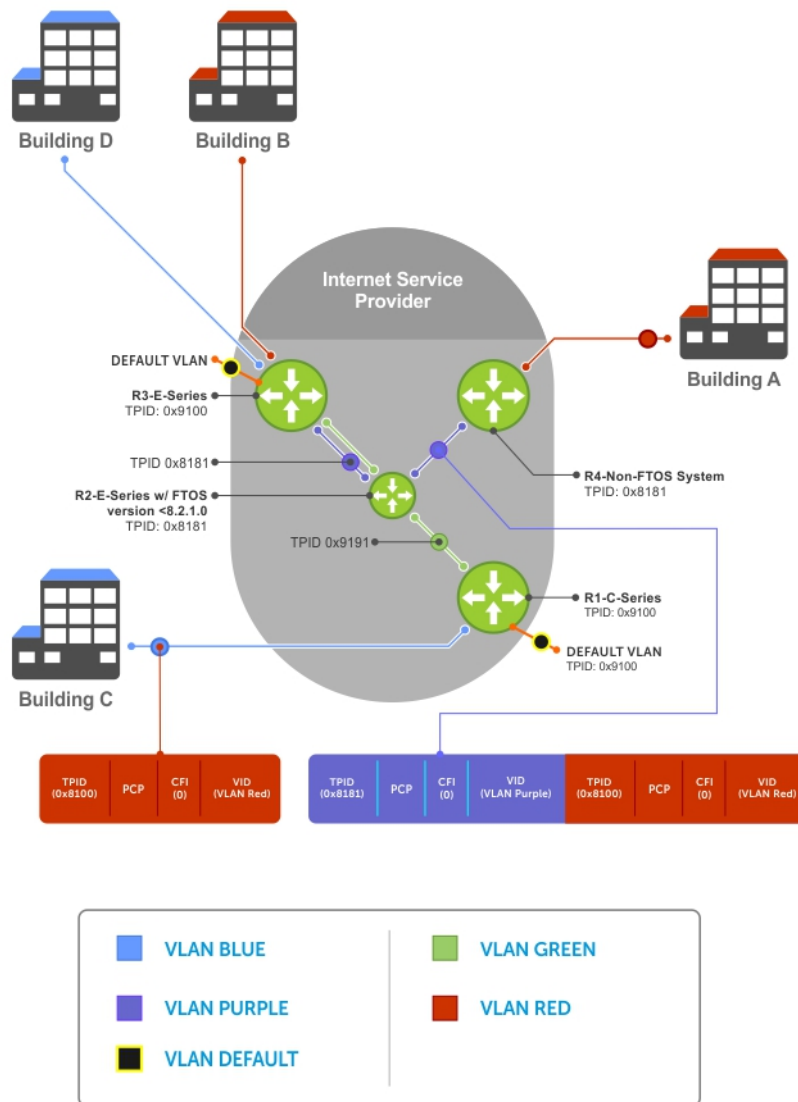 Building D
Building B
Internet Service
Provider
DEFAULT VLAN
R3-E-Series
TPID: 0x9100
Building A
TPID 0x8181
R4-Non-FTOS System
TPID: 0x8181
R2-E-Series w/ FTOS
version <8.2.1.0
TPID: 0x8181
TPID 0x9191
R1-C-Series
TPID: 0x9100
DEFAULT VLAN
TPID: 0x9100
Building C
TPID
(0x8100)
PCP
CFI
(0)
VID
(VLAN Red)
TPID
(0x8181)
PCP
CFI
(0)
VID
(VLAN Purple)
TPID
(0x8100)
PCP
CFI
(0)
VID
(VLAN Red)
VLAN BLUE
VLAN GREEN
VLAN PURPLE
VLAN RED
VLAN DEFAULT